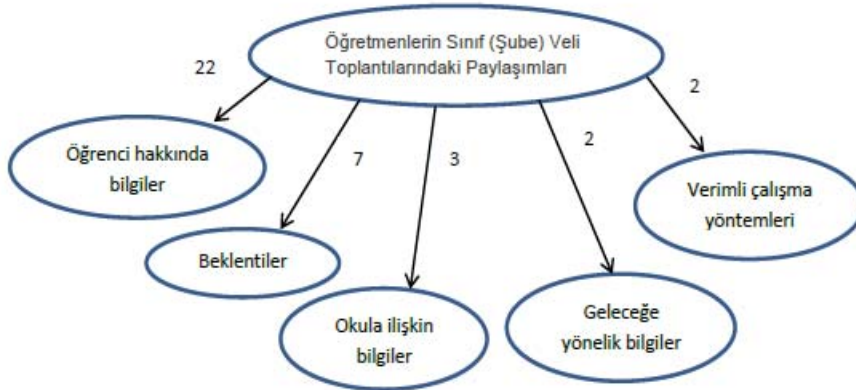 Öğretmenlerin Sınıf (Şube) Veli
Toplantılarındaki Paylaşımları
22
7
3
2
2
Öğrenci hakkında
bilgiler
Beklentiler
Okula ilişkin
bilgiler
Geleceğe
yönelik bilgiler
Verimli çalışma
yöntemleri